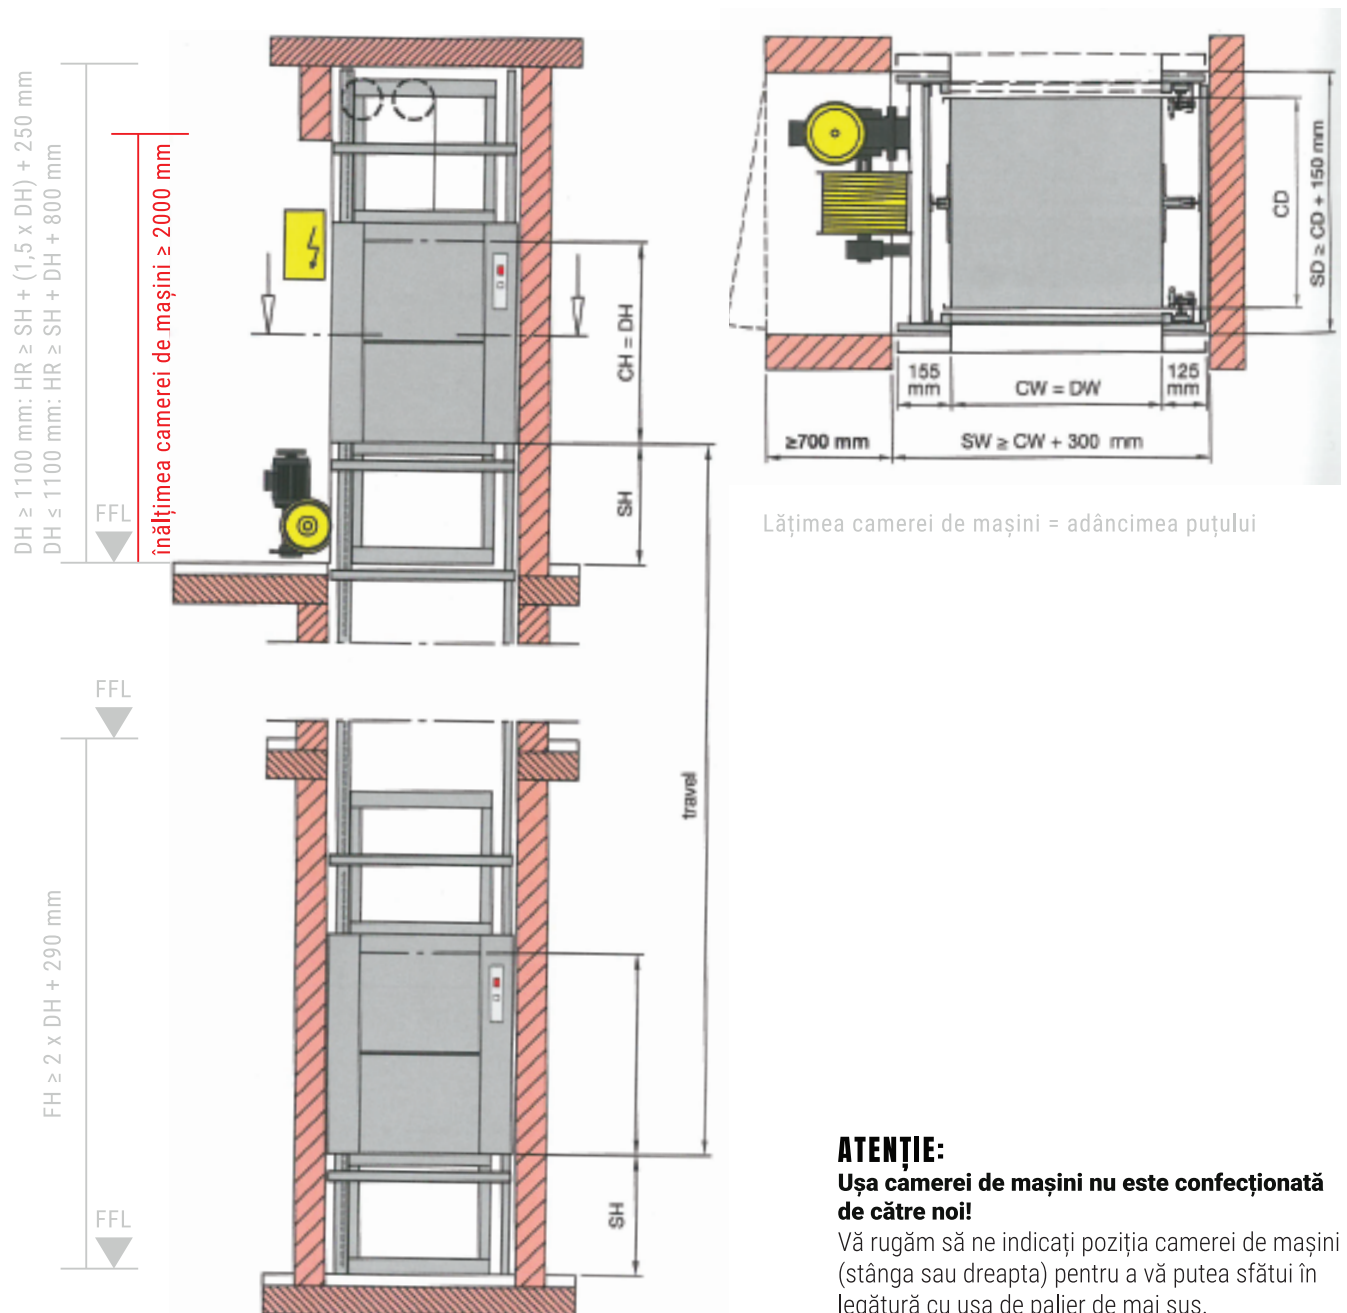 DH ≥ 1100 mm: HR ≥ SH + (1,5 x DH) + 250 mm
DH ≤ 1100 mm: HR ≥ SH + DH + 800 mm
înălțimea camerei de mașini ≥ 2000 mm
FFL
CH = DH
SH
FFL
travel
FH ≥ 2 x DH + 290 mm
SH
FFL
CD
SD ≥ CD + 150 mm
155
mm
CW = DW
125
mm
≥700 mm
SW ≥ CW + 300 mm
Lățimea camerei de mașini = adâncimea puțului
ATENȚIE:
Ușa camerei de mașini nu este confecționată
de către noi!
Vă rugăm să ne indicați poziția camerei de mașini
(stânga sau dreapta) pentru a vă putea sfătui în
legătură cu ușa de palier de mai sus.